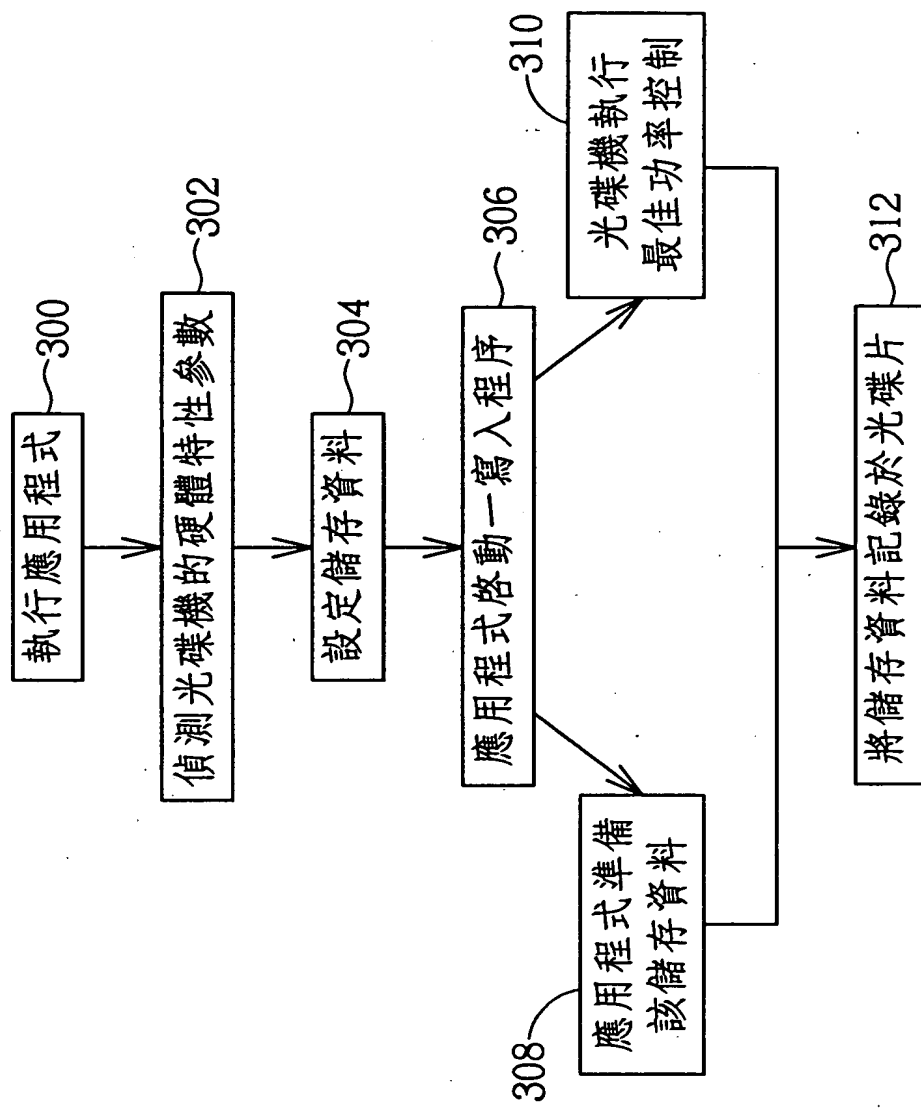 執行應用程式
300
偵測光碟機的硬體特性參數
302
設定儲存資料
304
應用程式啓動一寫入程序
306
應用程式準備
該儲存資料
308
光碟機執行
最佳功率控制
310
將儲存資料記錄於光碟片
312